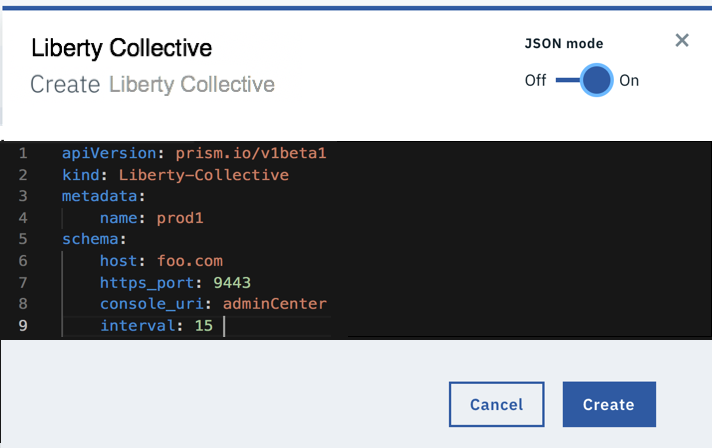 Liberty Collective
Create Liberty Collective
JSON mode
Off On
1 apiVersion: prism.io/v1beta1
2 kind: Liberty-Collective
3 metadata:
4 name: prod1
5 schema:
6 host: foo.com
7 https_port: 9443
8 console_uri: adminCenter
9 interval: 15
Cancel Create